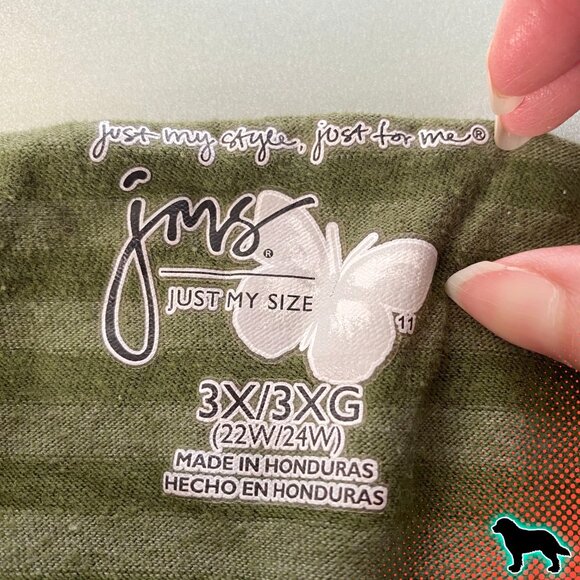 just my style, just for me®
jms®
JUST MY SIZE
11
3X/3XG
(22W/24W)
MADE IN HONDURAS
HECHO EN HONDURAS